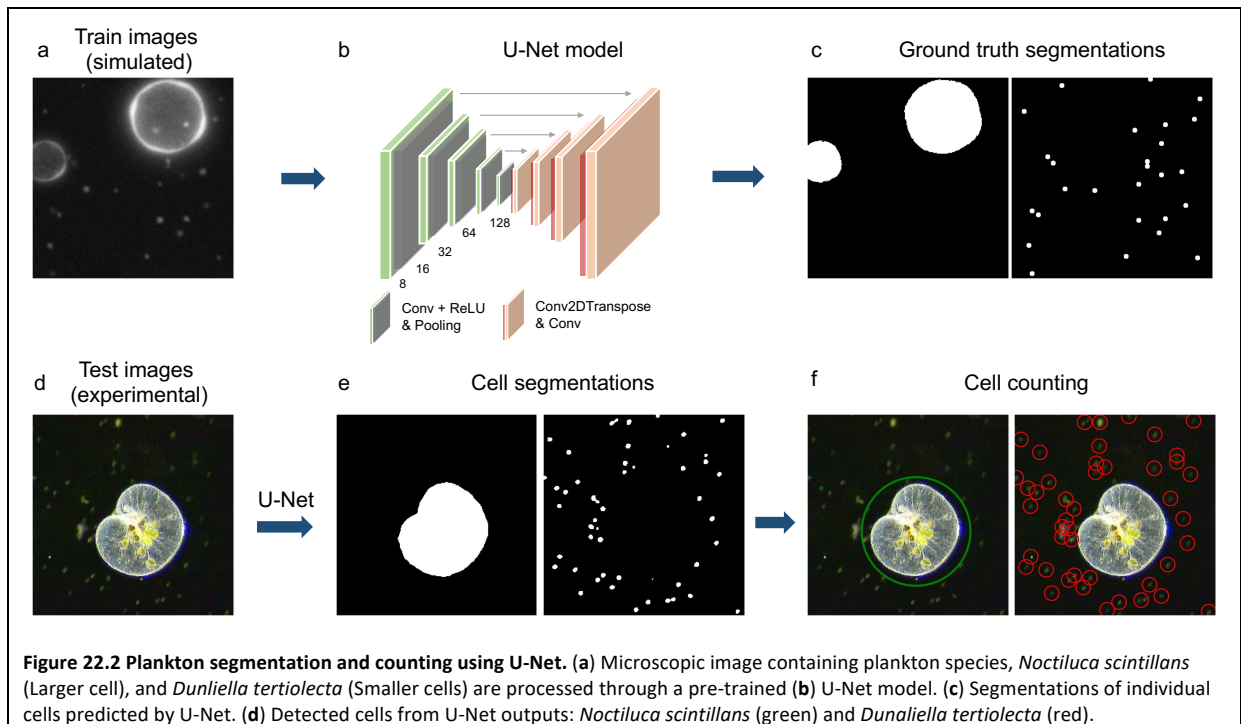 a
Train images
(simulated)
b
U-Net model
c
Ground truth segmentations
8
16
32
64
128
Conv + ReLU
& Pooling
Conv2DTranspose
& Conv
d
Test images
(experimental)
U-Net
e
Cell segmentations
f
Cell counting
Figure 22.2 Plankton segmentation and counting using U-Net. (a) Microscopic image containing plankton species, Noctiluca scintillans
(Larger cell), and Dunliella tertiolecta (Smaller cells) are processed through a pre-trained (b) U-Net model. (c) Segmentations of individual
cells predicted by U-Net. (d) Detected cells from U-Net outputs: Noctiluca scintillans (green) and Dunaliella tertiolecta (red).